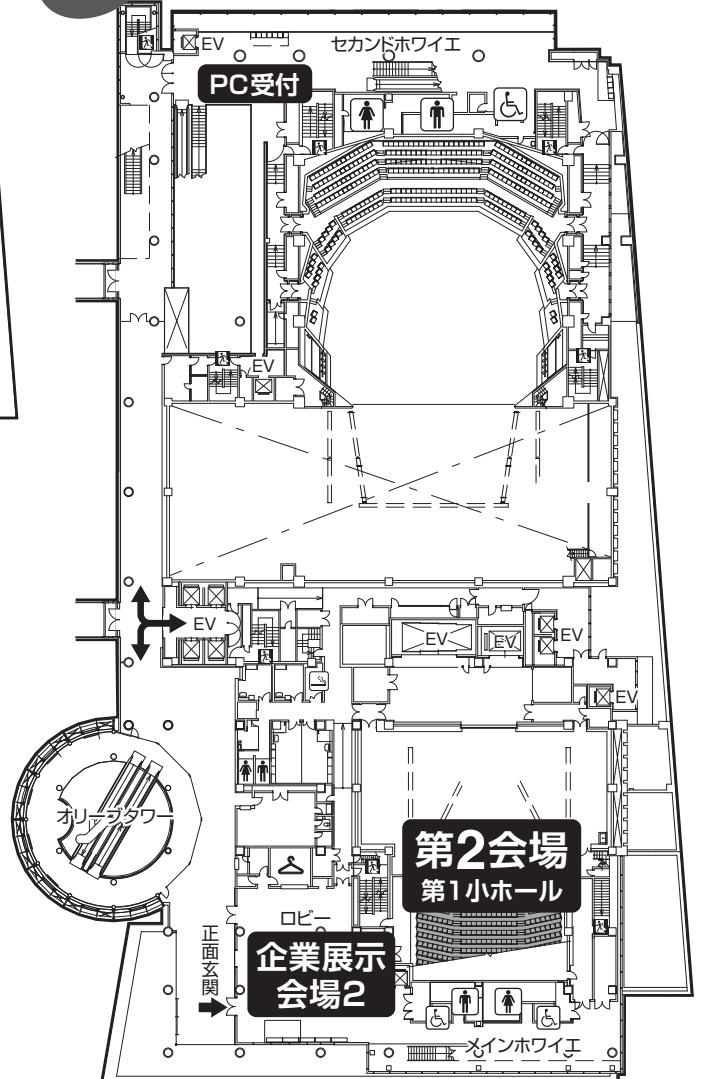 EV
セカンドホワイエ
PC受付
EV
EV
EV
EV
EV
EV
オリーブタワー
第2会場
第1小ホール
ロビー
正面玄関
企業展示
会場2
メインホワイエ